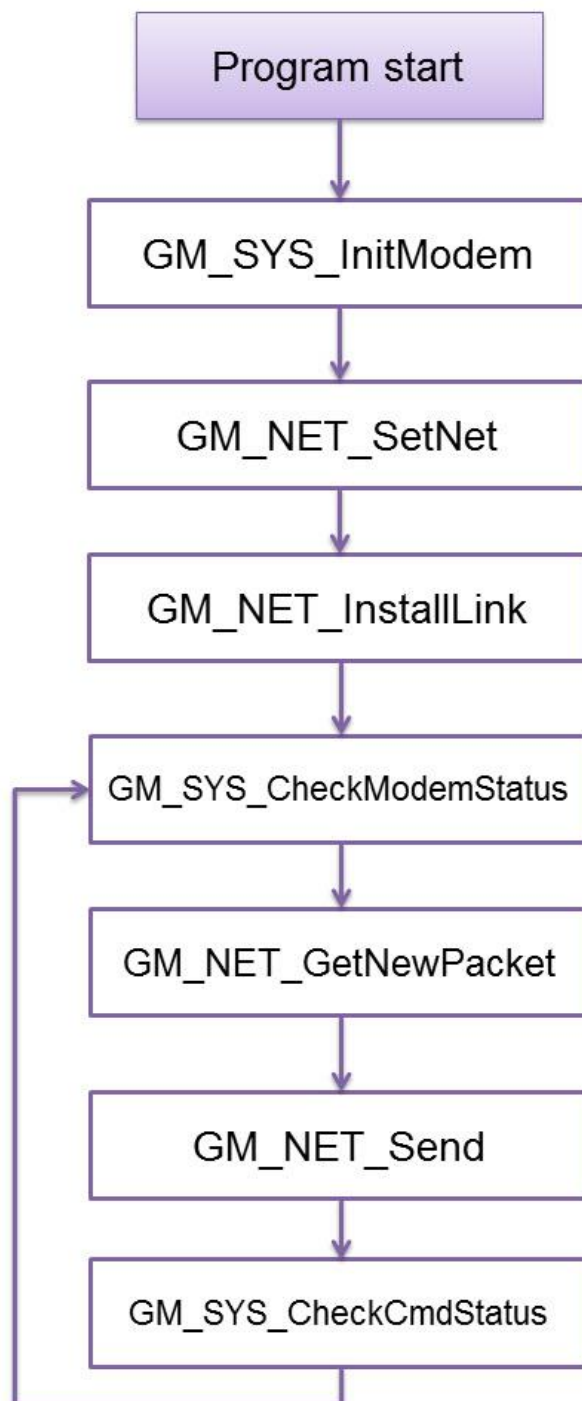 Program start
GM_SYS_InitModem
GM_NET_SetNet
GM_NET_InstallLink
GM_SYS_CheckModemStatus
GM_NET_GetNewPacket
GM_NET_Send
GM_SYS_CheckCmdStatus